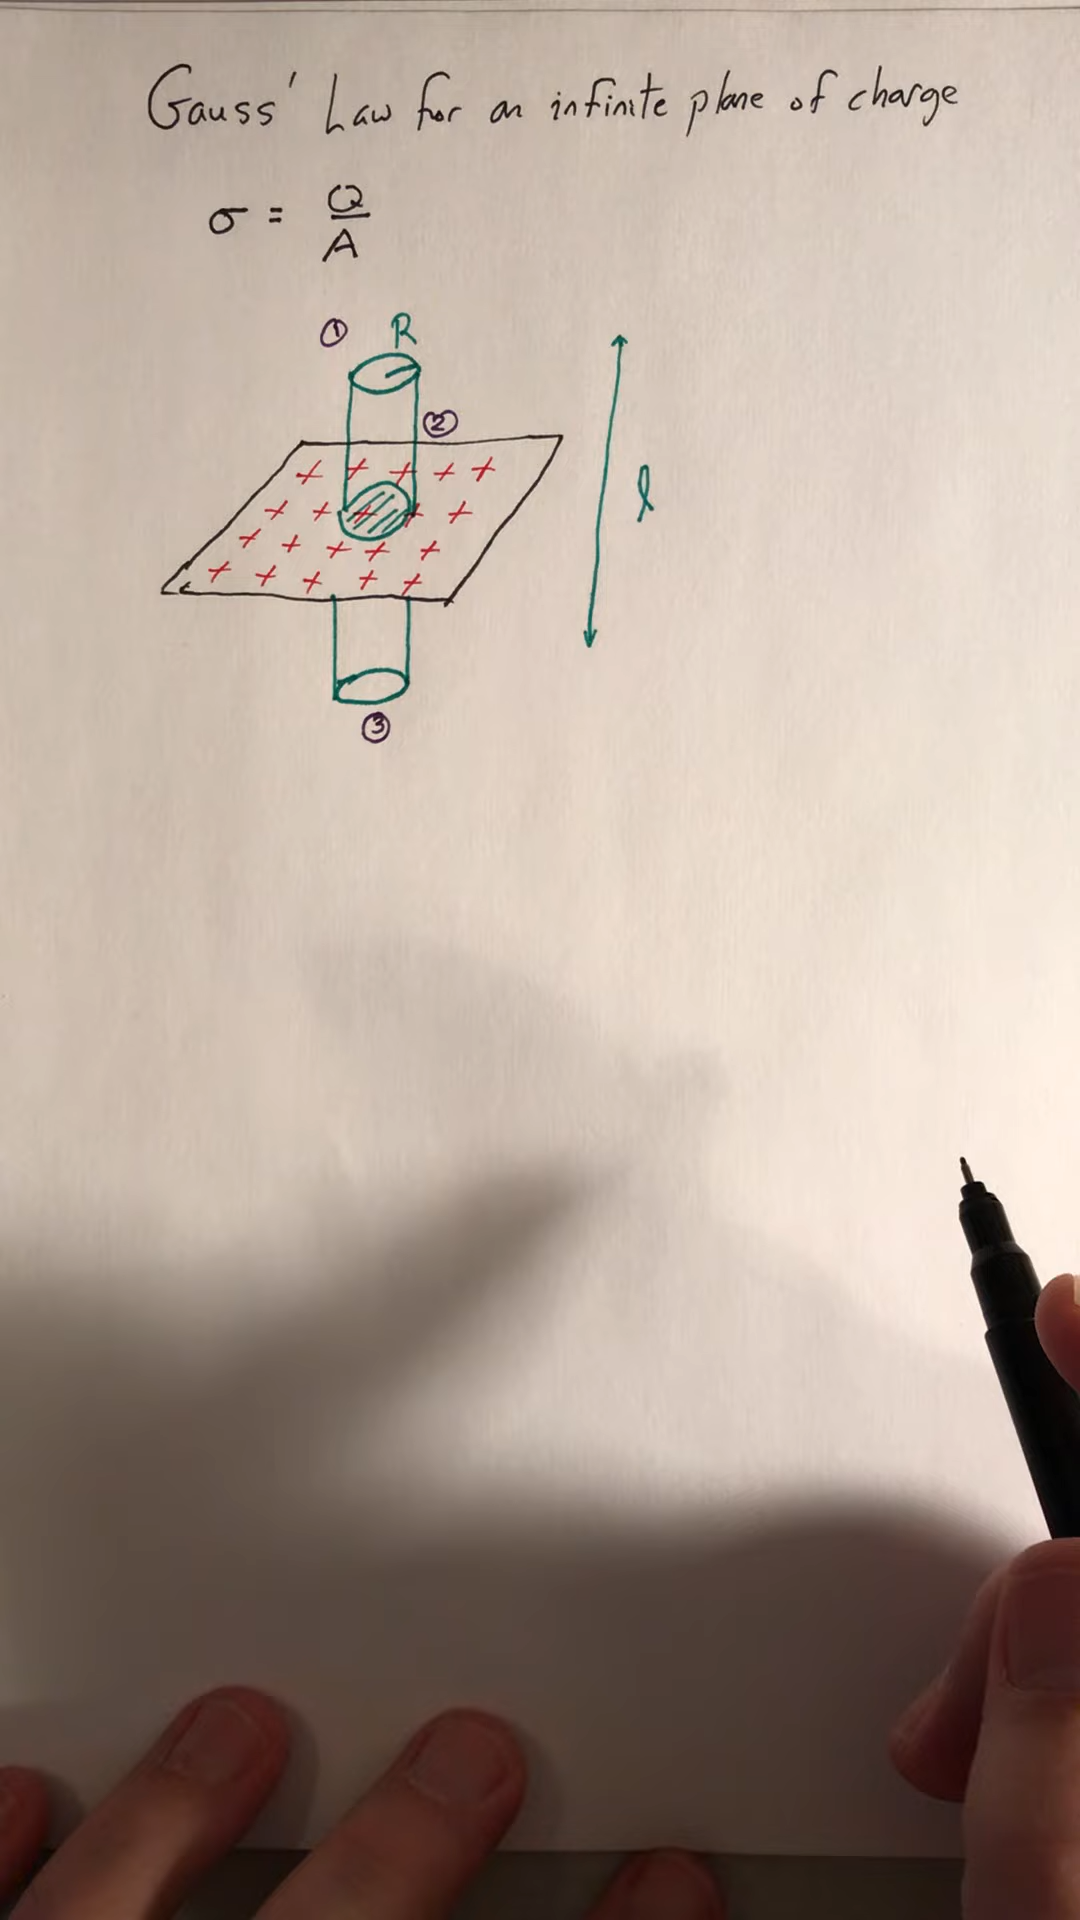 Gauss' Law for an infinite plane of charge
σ = Q/A
① R
②
l
③